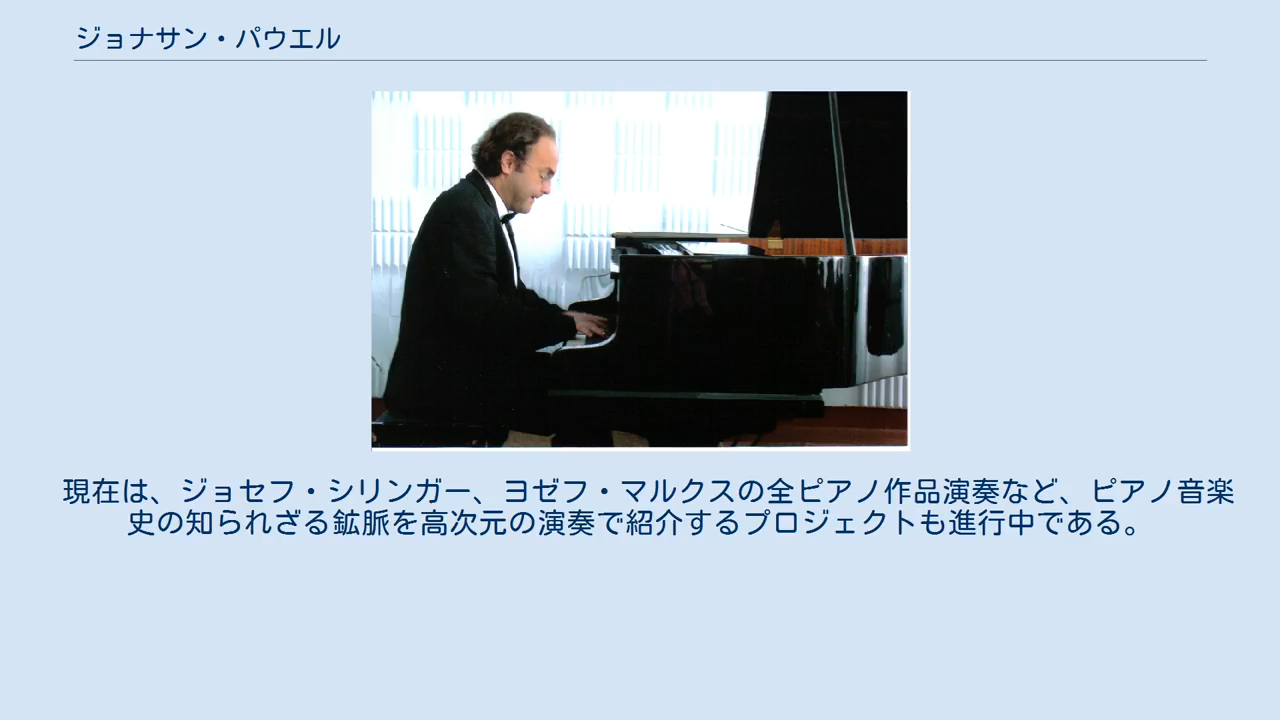 ジョナサン・パウエル
現在は、ジョセフ・シリンガー、ヨゼフ・マルクスの全ピアノ作品演奏など、ピアノ音楽
史の知られざる鉱脈を高次元の演奏で紹介するプロジェクトも進行中である。